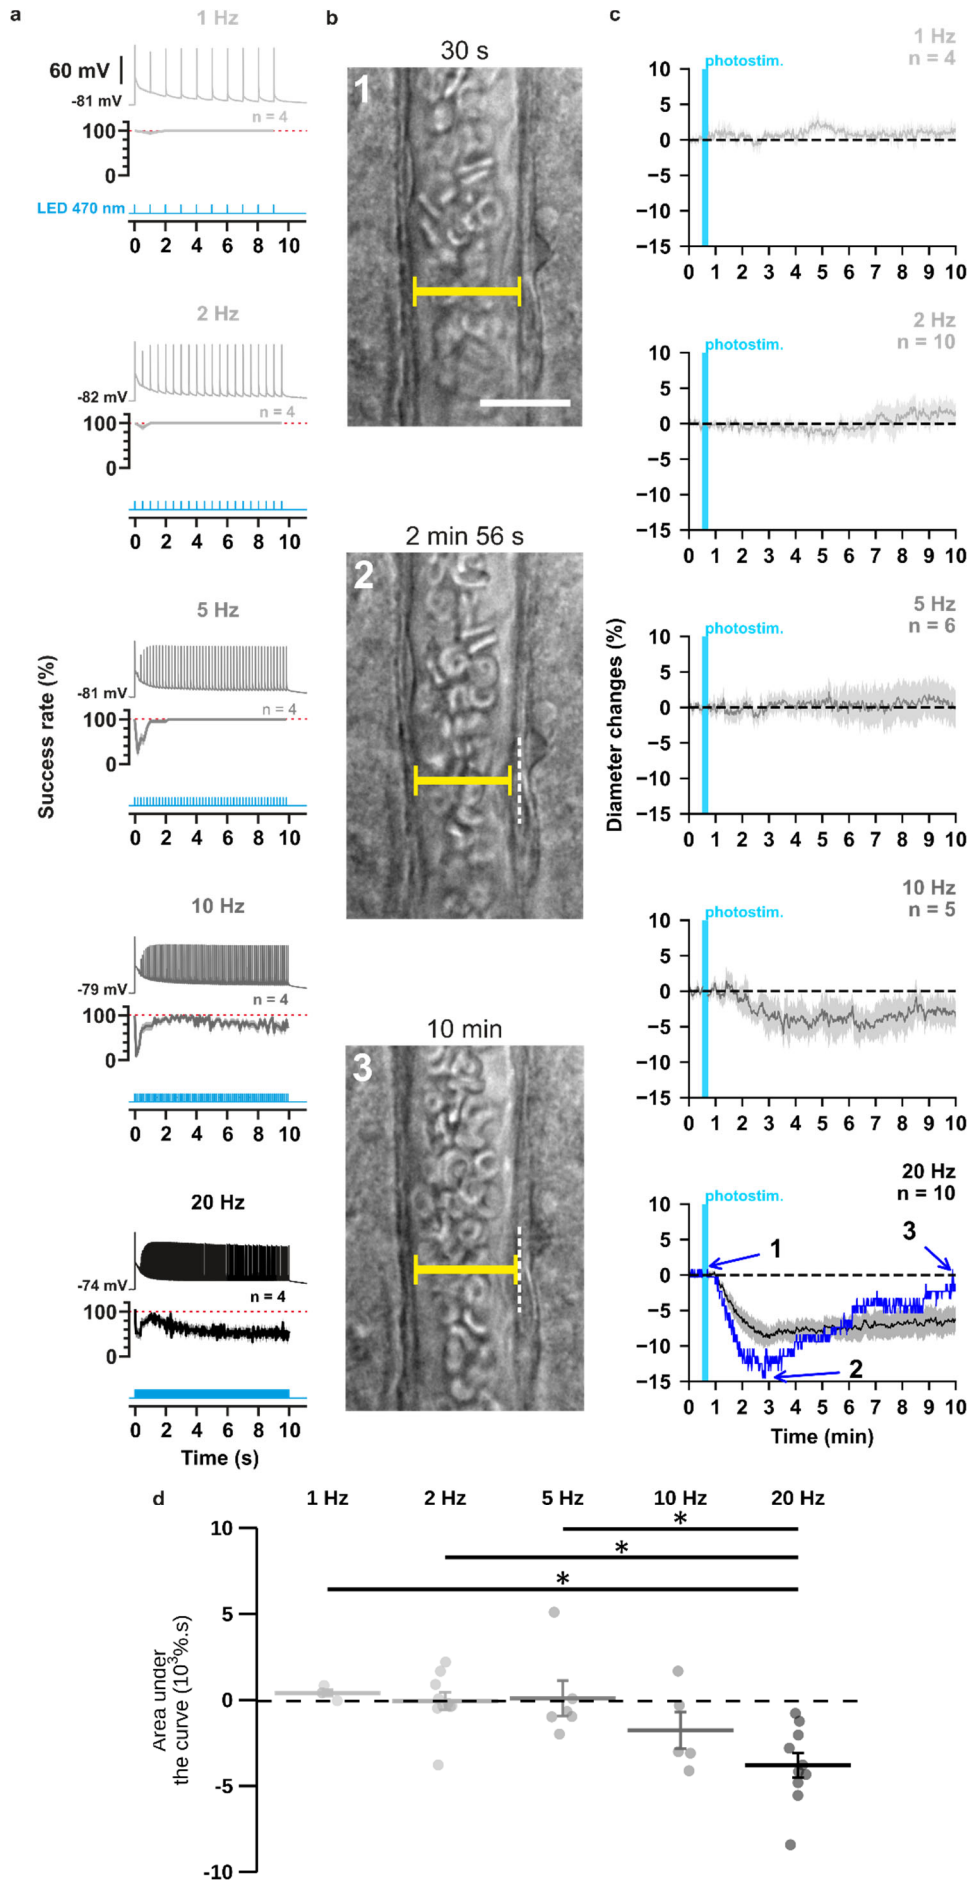 a
1 Hz
60 mV
-81 mV
n = 4
100
0
LED 470 nm
0 2 4 6 8 10
2 Hz
-82 mV
n = 4
100
0
0 2 4 6 8 10
5 Hz
-81 mV
n = 4
100
0
0 2 4 6 8 10
10 Hz
-79 mV
n = 4
100
0
0 2 4 6 8 10
20 Hz
-74 mV
n = 4
100
0
0 2 4 6 8 10
Time (s)
Success rate (%)
b
30 s
1
2 min 56 s
2
10 min
3
c
1 Hz
n = 4
photostim.
10
5
0
−5
−10
−15
0 1 2 3 4 5 6 7 8 9 10
2 Hz
n = 10
photostim.
10
5
0
−5
−10
−15
0 1 2 3 4 5 6 7 8 9 10
5 Hz
n = 6
photostim.
10
5
0
−5
−10
−15
0 1 2 3 4 5 6 7 8 9 10
10 Hz
n = 5
photostim.
10
5
0
−5
−10
−15
0 1 2 3 4 5 6 7 8 9 10
20 Hz
n = 10
photostim.
1
3
2
10
5
0
−5
−10
−15
0 1 2 3 4 5 6 7 8 9 10
Time (min)
Diameter changes (%)
d
1 Hz 2 Hz 5 Hz 10 Hz 20 Hz
*
*
*
10
5
0
-5
-10
Area under
the curve (10³%.s)